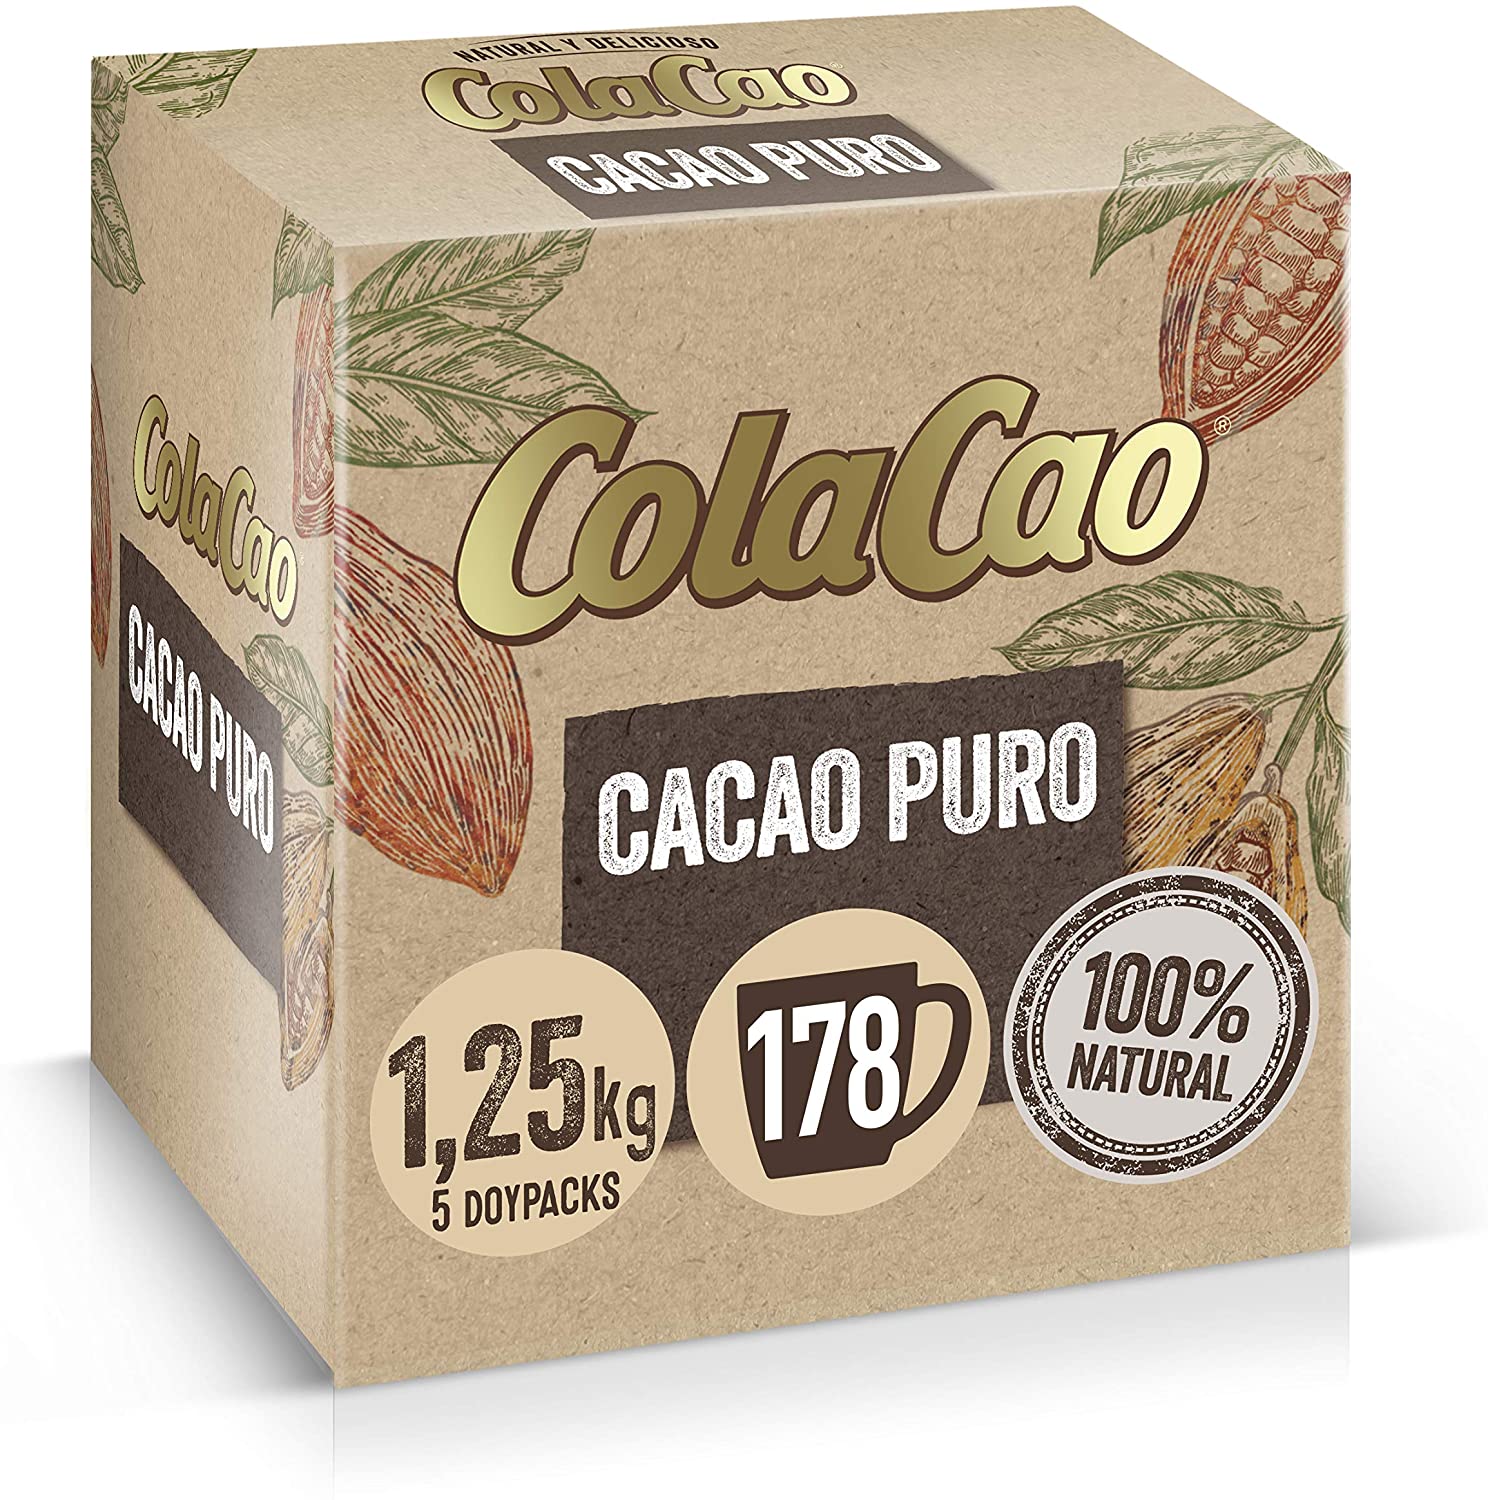 NATURAL Y DELICIOSO
ColaCao®
CACAO PURO
ColaCao
CACAO PURO
ColaCao®
CACAO PURO
1,25kg
5 DOYPACKS
178
100%
NATURAL